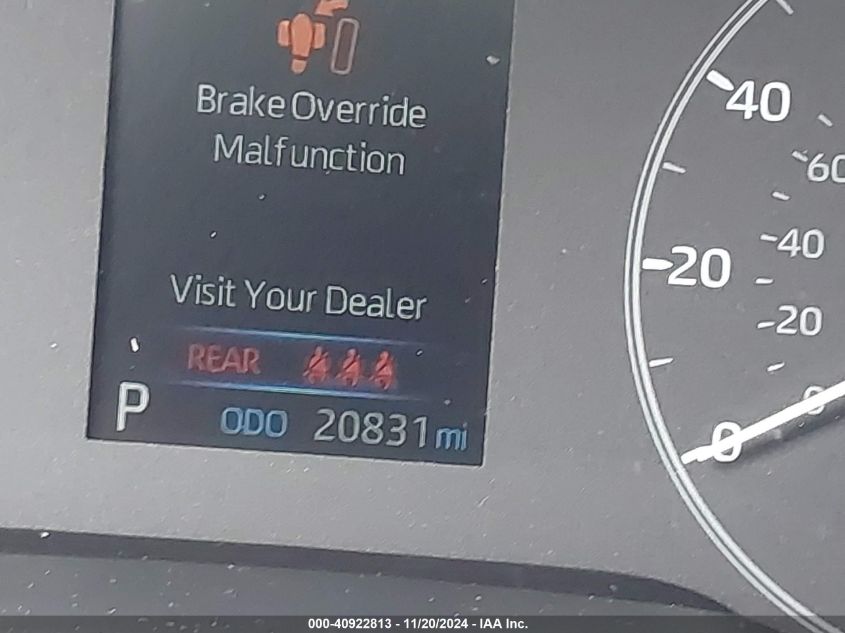 Brake Override
Malfunction
Visit Your Dealer
REAR
P ODO 20831 mi
40
60
20
40
20
0
0
000-40922813 - 11/20/2024 - IAA Inc.